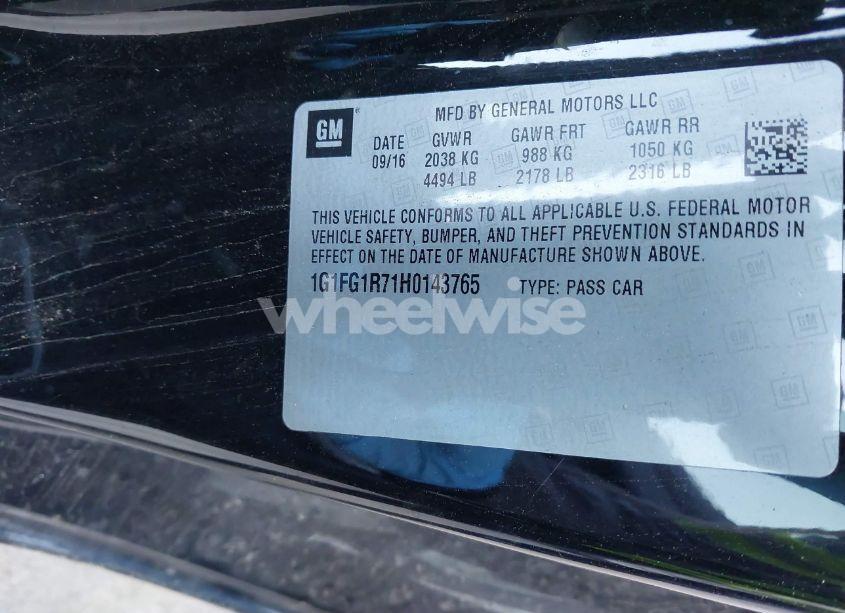 GM
MFD BY GENERAL MOTORS LLC
DATE GVWR GAWR FRT GAWR RR
09/16 2038 KG 988 KG 1050 KG
4494 LB 2178 LB 2316 LB
THIS VEHICLE CONFORMS TO ALL APPLICABLE U.S. FEDERAL MOTOR
VEHICLE SAFETY, BUMPER, AND THEFT PREVENTION STANDARDS IN
EFFECT ON THE DATE OF MANUFACTURE SHOWN ABOVE.
1G1FG1R71H0143765 TYPE: PASS CAR
wheelwise